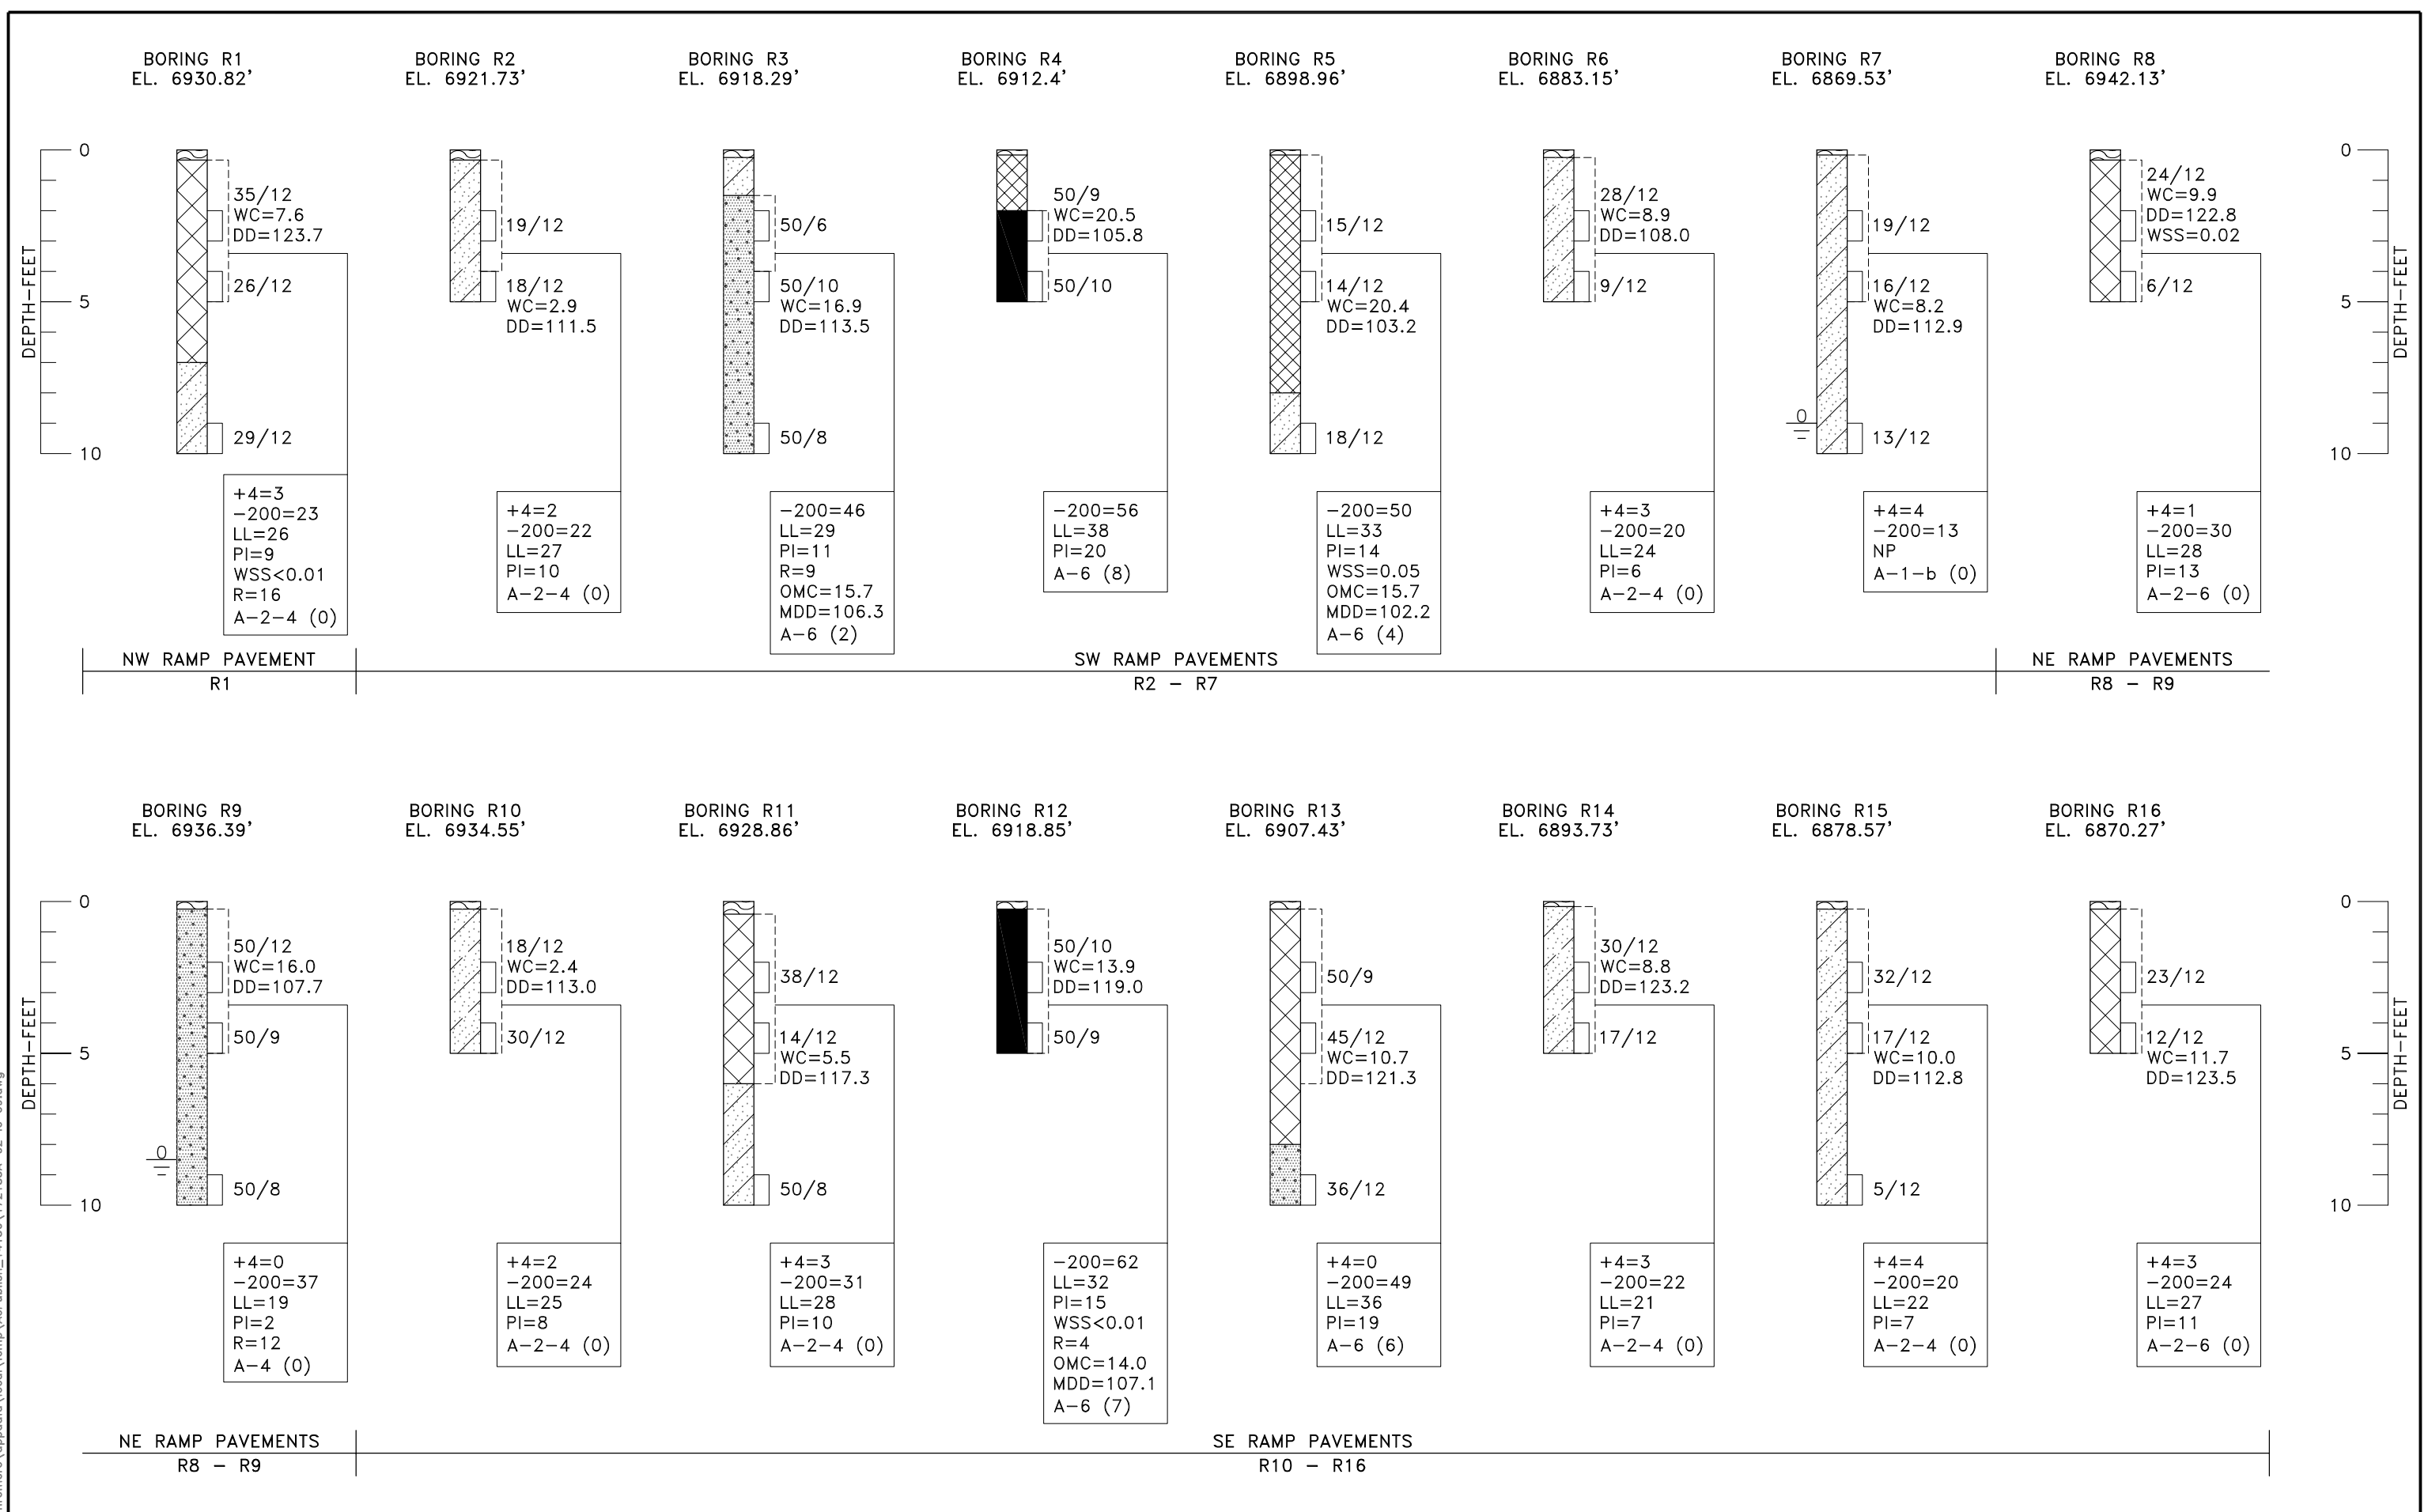 BORING R1
EL. 6930.82'
BORING R2
EL. 6921.73'
BORING R3
EL. 6918.29'
BORING R4
EL. 6912.4'
BORING R5
EL. 6898.96'
BORING R6
EL. 6883.15'
BORING R7
EL. 6869.53'
BORING R8
EL. 6942.13'
DEPTH-FEET
0
5
10
35/12
WC=7.6
DD=123.7
26/12
29/12
+4=3
-200=23
LL=26
PI=9
WSS<0.01
R=16
A-2-4 (0)
19/12
18/12
WC=2.9
DD=111.5
+4=2
-200=22
LL=27
PI=10
A-2-4 (0)
50/6
50/10
WC=16.9
DD=113.5
50/8
-200=46
LL=29
PI=11
R=9
OMC=15.7
MDD=106.3
A-6 (2)
50/9
WC=20.5
DD=105.8
50/10
-200=56
LL=38
PI=20
A-6 (8)
15/12
14/12
WC=20.4
DD=103.2
18/12
-200=50
LL=33
PI=14
WSS=0.05
OMC=15.7
MDD=102.2
A-6 (4)
28/12
WC=8.9
DD=108.0
9/12
+4=3
-200=20
LL=24
PI=6
A-2-4 (0)
19/12
16/12
WC=8.2
DD=112.9
0
13/12
+4=4
-200=13
NP
A-1-b (0)
24/12
WC=9.9
DD=122.8
WSS=0.02
6/12
+4=1
-200=30
LL=28
PI=13
A-2-6 (0)
0
5
10
DEPTH-FEET
NW RAMP PAVEMENT
R1
SW RAMP PAVEMENTS
R2 - R7
NE RAMP PAVEMENTS
R8 - R9
BORING R9
EL. 6936.39'
BORING R10
EL. 6934.55'
BORING R11
EL. 6928.86'
BORING R12
EL. 6918.85'
BORING R13
EL. 6907.43'
BORING R14
EL. 6893.73'
BORING R15
EL. 6878.57'
BORING R16
EL. 6870.27'
DEPTH-FEET
0
5
10
50/12
WC=16.0
DD=107.7
50/9
0
50/8
+4=0
-200=37
LL=19
PI=2
R=12
A-4 (0)
18/12
WC=2.4
DD=113.0
30/12
+4=2
-200=24
LL=25
PI=8
A-2-4 (0)
38/12
14/12
WC=5.5
DD=117.3
50/8
+4=3
-200=31
LL=28
PI=10
A-2-4 (0)
50/10
WC=13.9
DD=119.0
50/9
-200=62
LL=32
PI=15
WSS<0.01
R=4
OMC=14.0
MDD=107.1
A-6 (7)
50/9
45/12
WC=10.7
DD=121.3
36/12
+4=0
-200=49
LL=36
PI=19
A-6 (6)
30/12
WC=8.8
DD=123.2
17/12
+4=3
-200=22
LL=21
PI=7
A-2-4 (0)
32/12
17/12
WC=10.0
DD=112.8
5/12
+4=4
-200=20
LL=22
PI=7
A-2-4 (0)
23/12
12/12
WC=11.7
DD=123.5
+4=3
-200=24
LL=27
PI=11
A-2-6 (0)
0
5
10
DEPTH-FEET
NE RAMP PAVEMENTS
R8 - R9
SE RAMP PAVEMENTS
R10 - R16